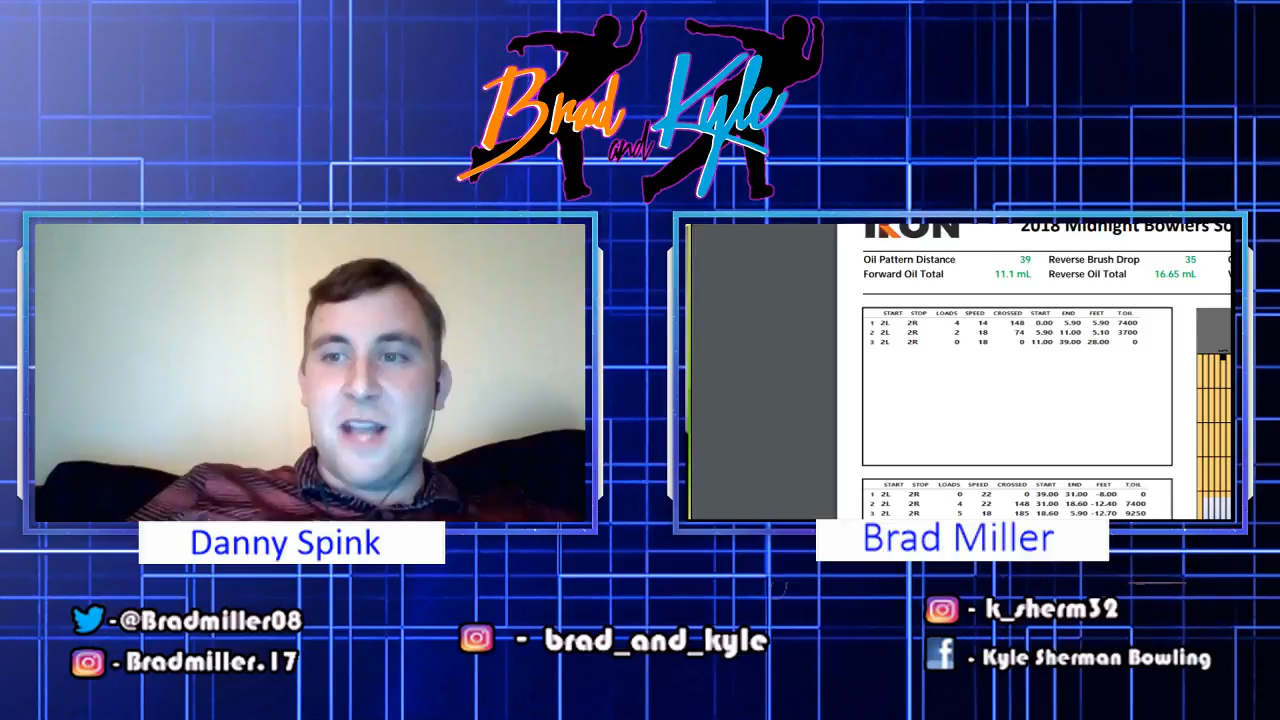 Brad
and
Kyle
2018 Midnight Bowlers
Oil Pattern Distance 39 Reverse Brush Drop 35
Forward Oil Total 11.1 mL Reverse Oil Total 16.65 mL
START STOP LOADS SPEED CROSSED START END FEET T.OIL
1 2L 2R 4 14 148 0.00 5.90 5.90 7400
2 2L 2R 2 18 74 5.90 11.00 5.10 3700
3 2L 2R 0 18 0 11.00 39.00 28.00 0
START STOP LOADS SPEED CROSSED START END FEET T.OIL
1 2L 2R 0 22 0 39.00 31.00 -8.00 0
2 2L 2R 4 22 148 31.00 18.60 -12.40 7400
3 2L 2R 5 18 185 18.60 5.90 -12.70 9250
Danny Spink
Brad Miller
-@Bradmiller08
- Bradmiller.17
- brad_and_kyle
- k_sherm32
- Kyle Sherman Bowling